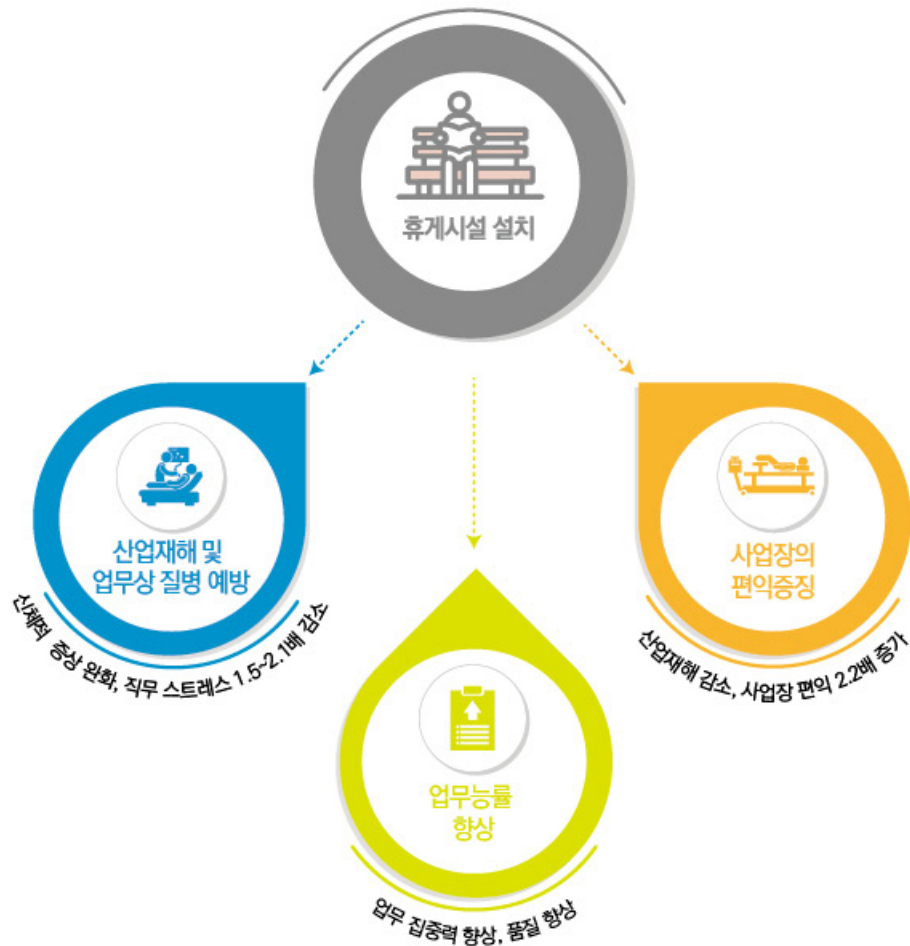 휴게시설 설치
산업재해 및
업무상 질병 예방
신체적 증상 완화, 직무 스트레스 1.5~2.1배 감소
사업장의
편익증징
산업재해 감소, 사업장 편익 2.2배 증가
업무능률
향상
업무 집중력 향상, 품질 향상